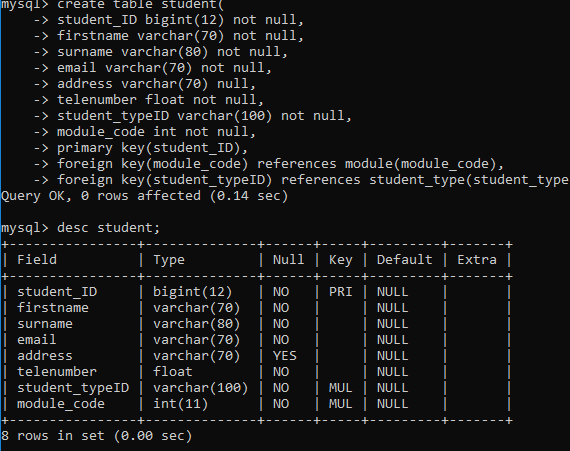 mysql> create table student(
    -> student_ID bigint(12) not null,
    -> firstname varchar(70) not null,
    -> surname varchar(80) not null,
    -> email varchar(70) not null,
    -> address varchar(70) null,
    -> telenumber float not null,
    -> student_typeID varchar(100) not null,
    -> module_code int not null,
    -> primary key(student_ID),
    -> foreign key(module_code) references module(module_code),
    -> foreign key(student_typeID) references student_type(student_type
Query OK, 0 rows affected (0.14 sec)
mysql> desc student;
+----------------+--------------+------+-----+---------+-------+
| Field          | Type         | Null | Key | Default | Extra |
+----------------+--------------+------+-----+---------+-------+
| student_ID     | bigint(12)   | NO   | PRI | NULL    |       |
| firstname      | varchar(70)  | NO   |     | NULL    |       |
| surname        | varchar(80)  | NO   |     | NULL    |       |
| email          | varchar(70)  | NO   |     | NULL    |       |
| address        | varchar(70)  | YES  |     | NULL    |       |
| telenumber     | float        | NO   |     | NULL    |       |
| student_typeID | varchar(100) | NO   | MUL | NULL    |       |
| module_code    | int(11)      | NO   | MUL | NULL    |       |
+----------------+--------------+------+-----+---------+-------+
8 rows in set (0.00 sec)